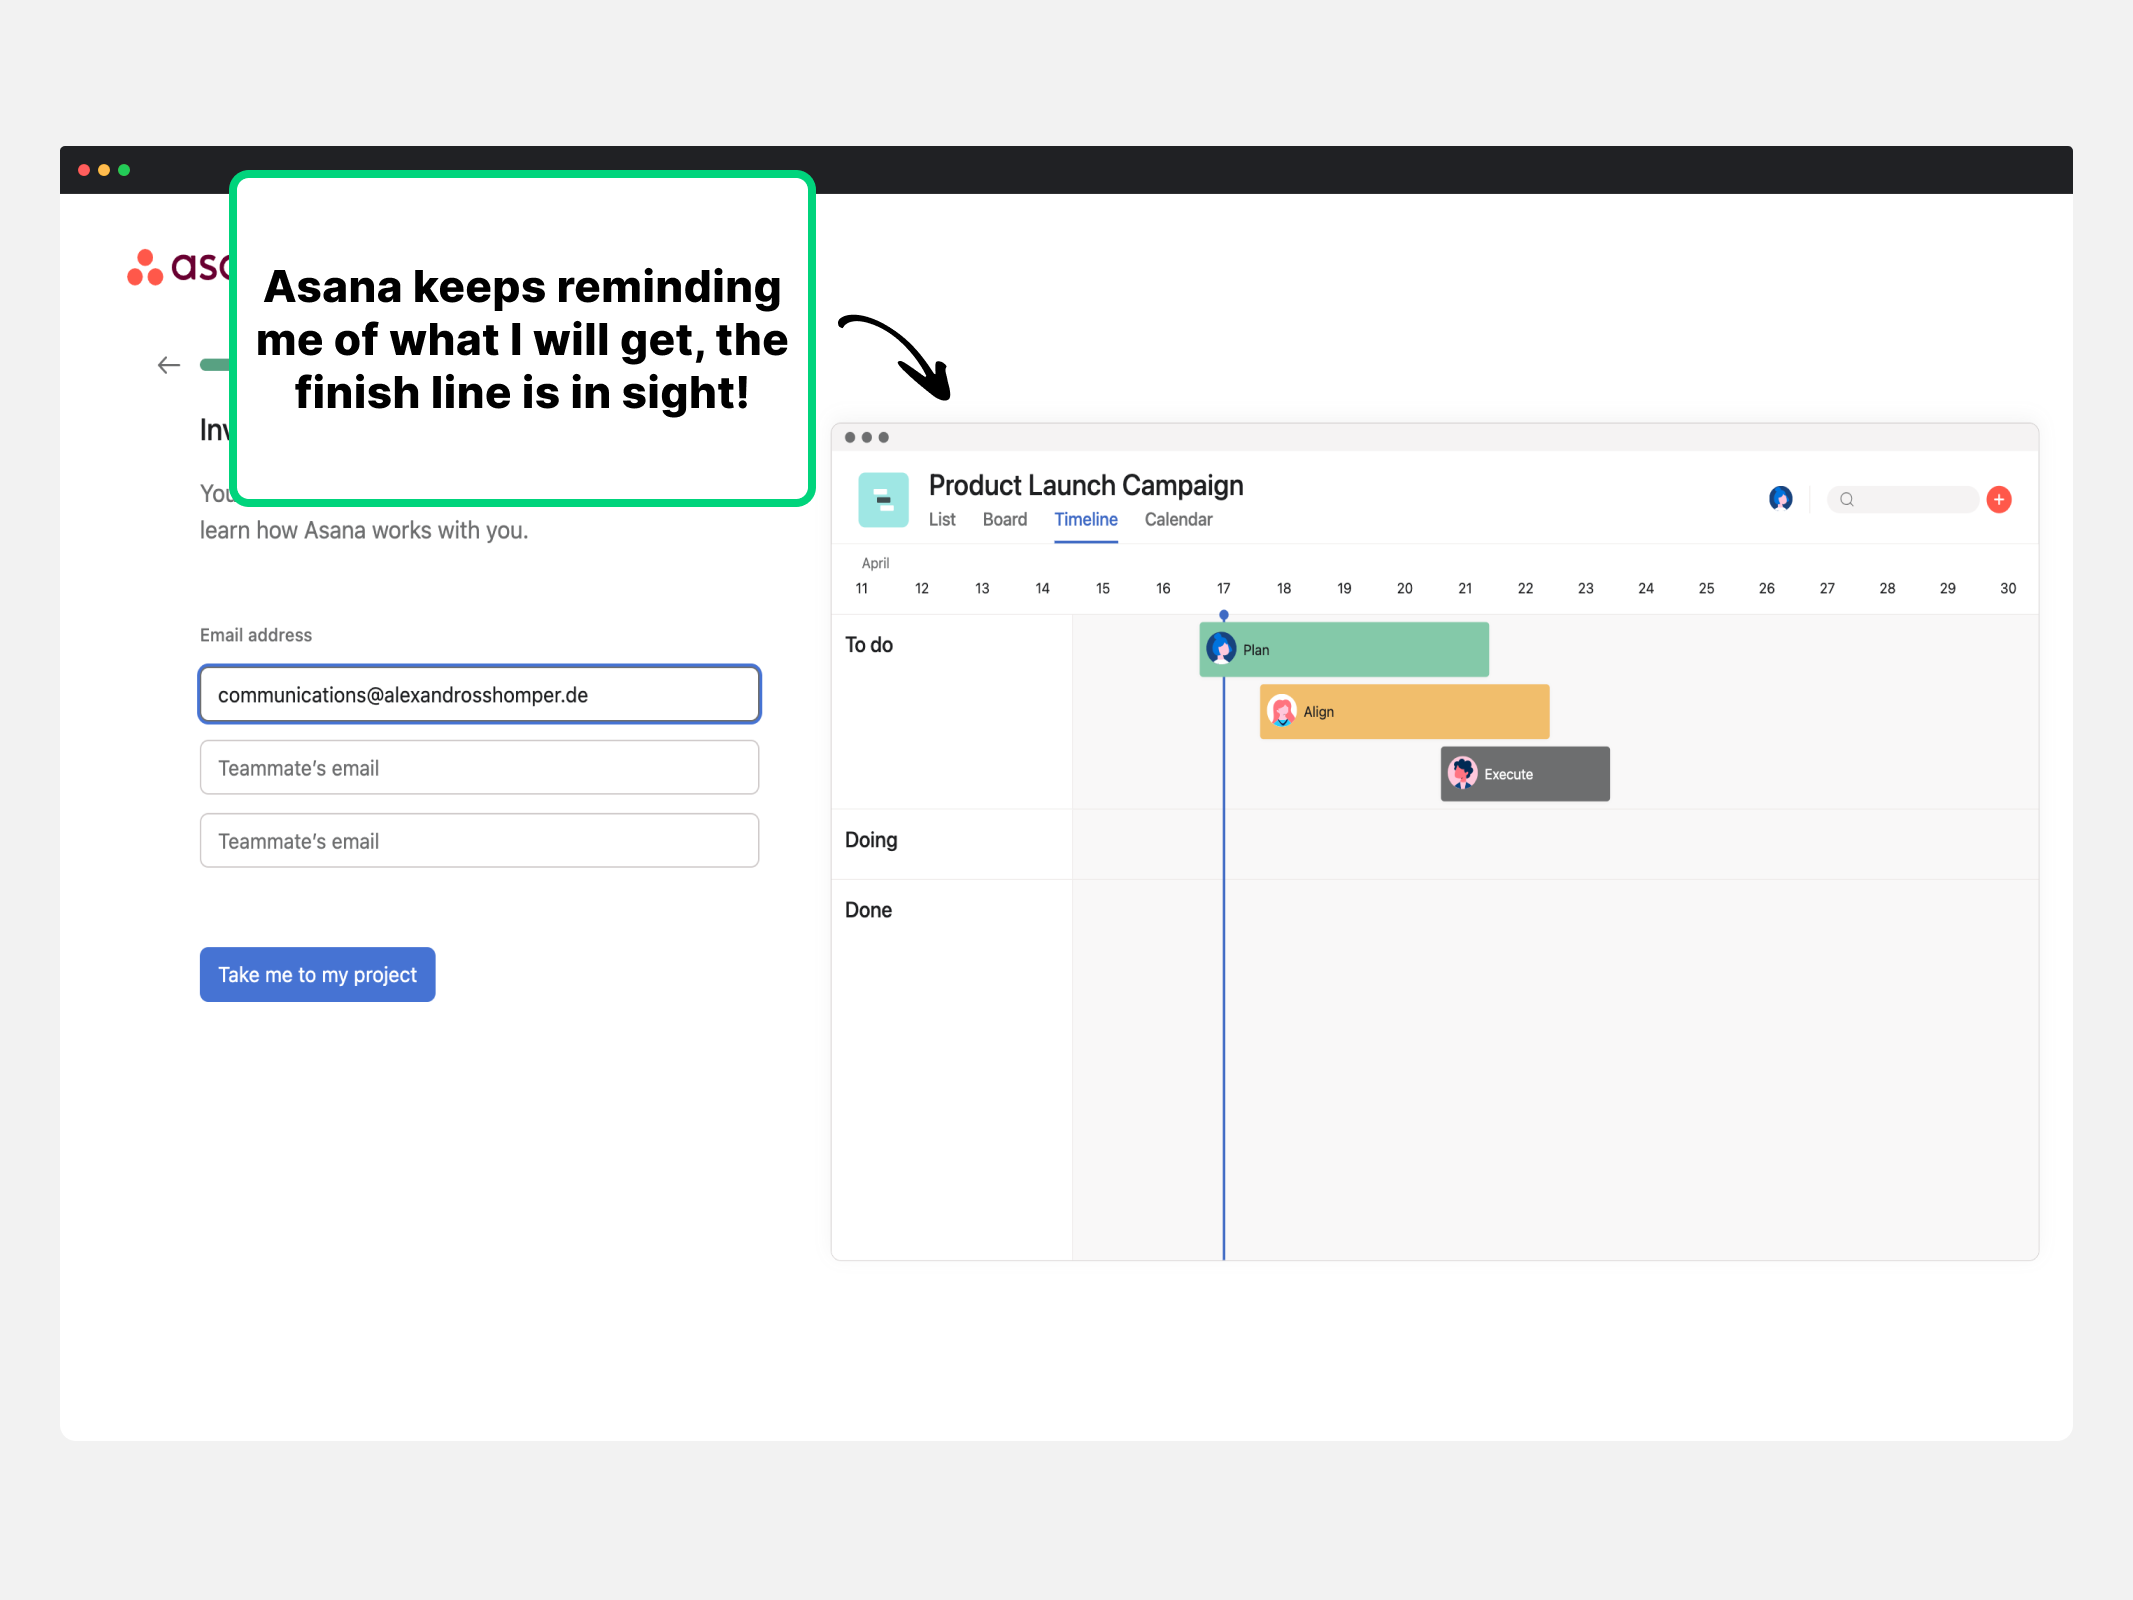 Asana keeps reminding
me of what I will get, the
finish line is in sight!
learn how Asana works with you.
Email address
communications@alexandrosshomper.de
Teammate's email
Teammate's email
Take me to my project
Product Launch Campaign
List Board Timeline Calendar
April
11 12 13 14 15 16 17 18 19 20 21 22 23 24 25 26 27 28 29 30
To do
Plan
Align
Execute
Doing
Done